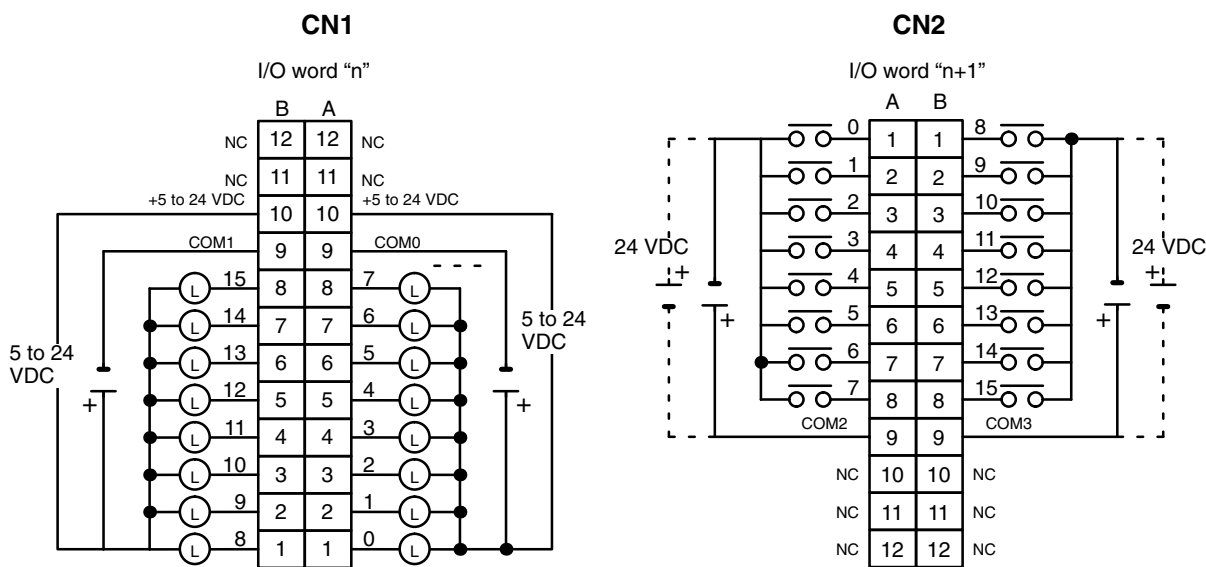 CN1
I/O word “n”
B A
NC 12 12 NC
NC 11 11 NC
+5 to 24 VDC 10 10 +5 to 24 VDC
COM1 9 9 COM0
L 15 8 8 7 L
L 14 7 7 6 L
L 13 6 6 5 L
L 12 5 5 4 L
L 11 4 4 3 L
L 10 3 3 2 L
L 9 2 2 1 L
L 8 1 1 0 L
5 to 24
VDC
+
5 to 24
VDC
+
CN2
I/O word “n+1”
A B
0 1 1 8
1 2 2 9
2 3 3 10
3 4 4 11
4 5 5 12
5 6 6 13
6 7 7 14
7 8 8 15
COM2 9 9 COM3
NC 10 10 NC
NC 11 11 NC
NC 12 12 NC
24 VDC
+
+
24 VDC
+
+